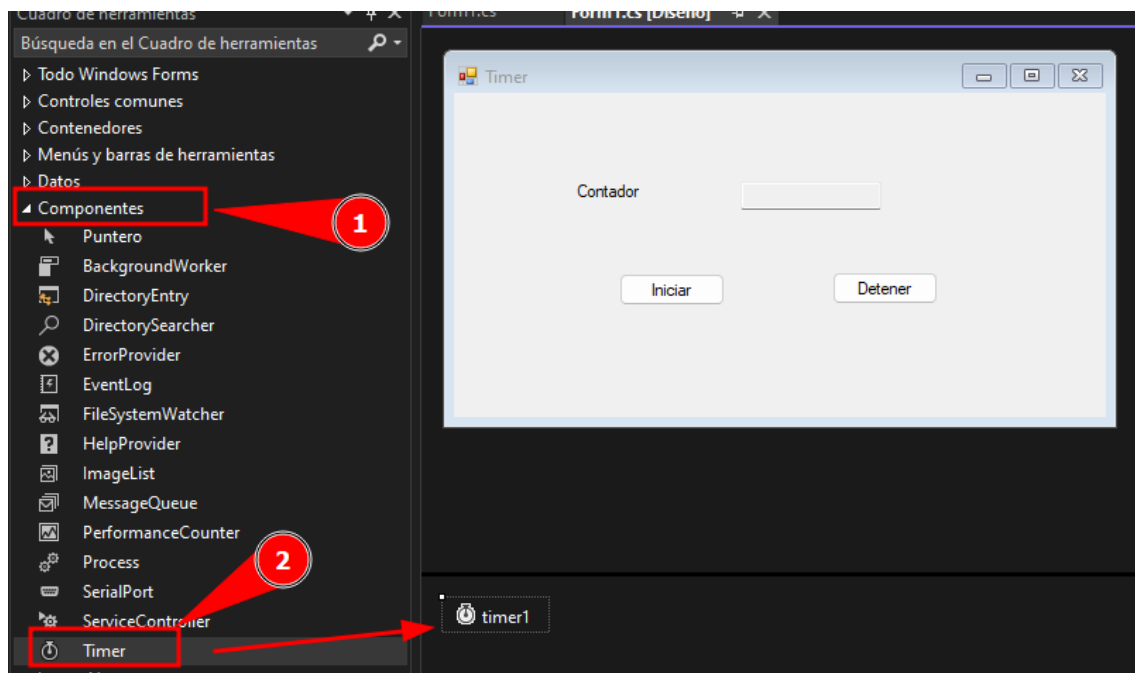 Cuadro de herramientas
Búsqueda en el Cuadro de herramientas
Todo Windows Forms
Controles comunes
Contenedores
Menús y barras de herramientas
Datos
Componentes
1
Puntero
BackgroundWorker
DirectoryEntry
DirectorySearcher
ErrorProvider
EventLog
FileSystemWatcher
HelpProvider
ImageList
MessageQueue
PerformanceCounter
Process
2
SerialPort
ServiceController
Timer
Form1.cs
Form1.cs [Diseño]
Timer
Contador
Iniciar
Detener
timer1